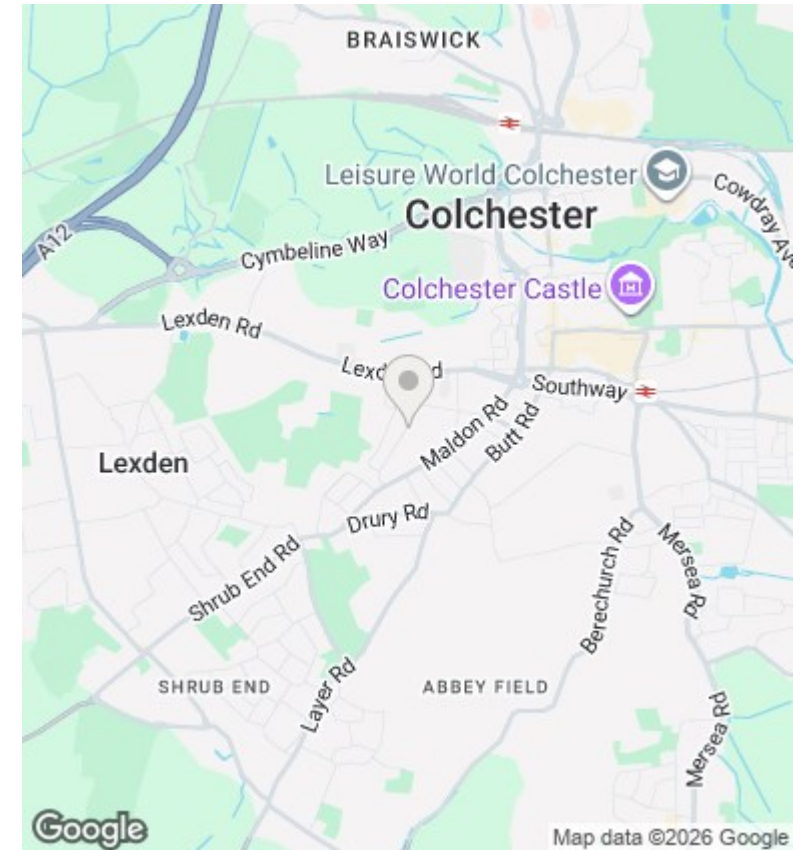 BRAISWICK
Leisure World Colchester
Colchester
Cowdray Ave
A12
Cymbeline Way
Colchester Castle
Lexden Rd
Lexd d
Southway
Maldon Rd
Butt Rd
Lexden
Drury Rd
Shrub End Rd
Berechurch Rd
Mersea Rd
SHRUB END
Layer Rd
ABBEY FIELD
Mersea Rd
Google
Map data ©2026 Google